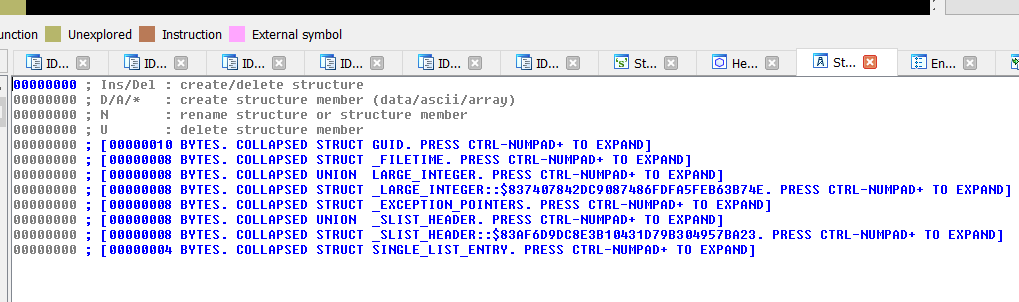 unction Unexplored Instruction External symbol
ID... ID... ID... ID... ID... ID... St... He... St... En...
00000000 ; Ins/Del : create/delete structure
00000000 ; D/A/* : create structure member (data/ascii/array)
00000000 ; N : rename structure or structure member
00000000 ; U : delete structure member
00000000 ; [00000010 BYTES. COLLAPSED STRUCT GUID. PRESS CTRL-NUMPAD+ TO EXPAND]
00000000 ; [00000008 BYTES. COLLAPSED STRUCT _FILETIME. PRESS CTRL-NUMPAD+ TO EXPAND]
00000000 ; [00000008 BYTES. COLLAPSED UNION LARGE_INTEGER. PRESS CTRL-NUMPAD+ TO EXPAND]
00000000 ; [00000008 BYTES. COLLAPSED STRUCT _LARGE_INTEGER::$837407842DC9087486FDFA5FEB63B74E. PRESS CTRL-NUMPAD+ TO EXPAND]
00000000 ; [00000008 BYTES. COLLAPSED STRUCT _EXCEPTION_POINTERS. PRESS CTRL-NUMPAD+ TO EXPAND]
00000000 ; [00000008 BYTES. COLLAPSED UNION _SLIST_HEADER. PRESS CTRL-NUMPAD+ TO EXPAND]
00000000 ; [00000008 BYTES. COLLAPSED STRUCT _SLIST_HEADER::$83AF6D9DC8E3B10431D79B304957BA23. PRESS CTRL-NUMPAD+ TO EXPAND]
00000000 ; [00000004 BYTES. COLLAPSED STRUCT SINGLE_LIST_ENTRY. PRESS CTRL-NUMPAD+ TO EXPAND]